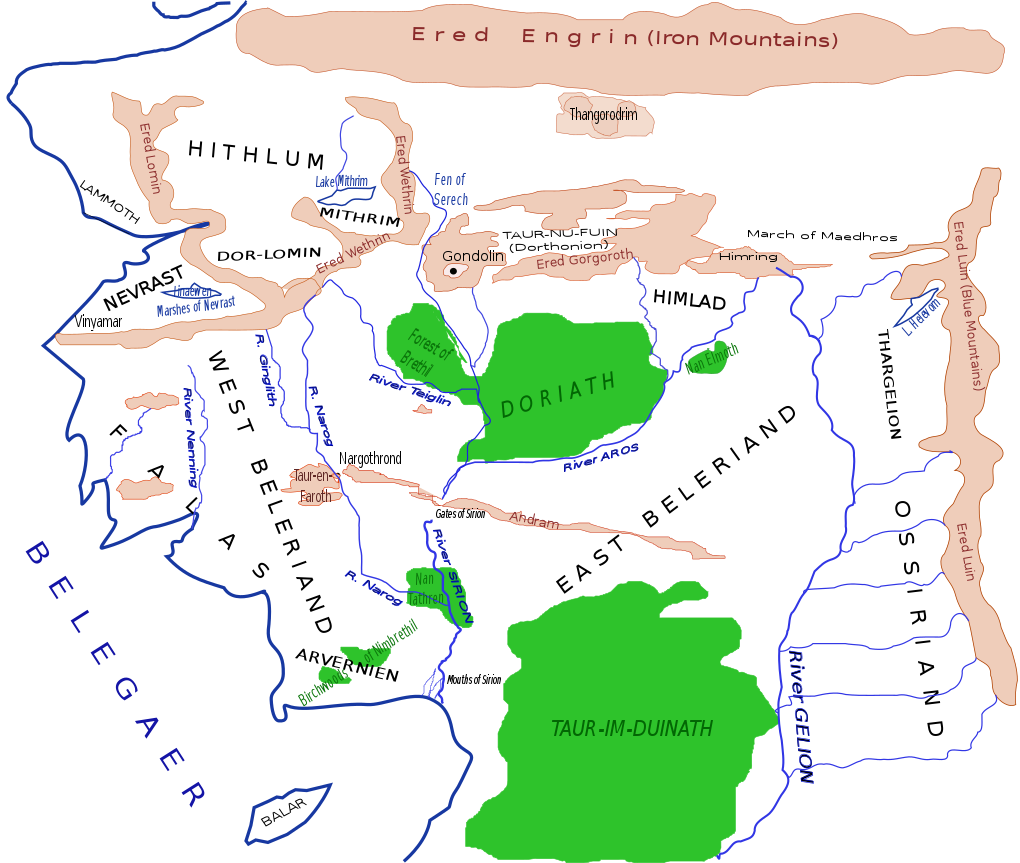 Ered Engrin (Iron Mountains)
Thangorodrim
Ered Lomin
HITHLUM
Ered Wethrin
Lake Mithrim
Fen of
Serech
LAMMOTH
MITHRIM
TAUR-NU-FUIN
(Dorthonion)
March of Maedhros
DOR-LOMIN
Ered Wethrin
Gondolin
Ered Gorgoroth
Himring
Ered Luin (Blue Mountains)
NEVRAST
Linaewen
Marshes of Nevrast
HIMLAD
L. Helevorn
Vinyamar
R. Ginglith
Forest of
Brethil
Nan Elmoth
THARGELION
WEST BELERIAND
River Nenning
R. Narog
River Teiglin
DORIATH
FALAS
Nargothrond
River AROS
EAST BELERIAND
Taur-en-
Faroth
Gates of Sirion
Andram
OSSIRIAND
Ered Luin
BELEGAER
River SIRION
R. Narog
Nan
Tathren
ARVERNIEN
Birchwoods of Nimbrethil
Mouths of Sirion
River GELION
TAUR-IM-DUINATH
BALAR